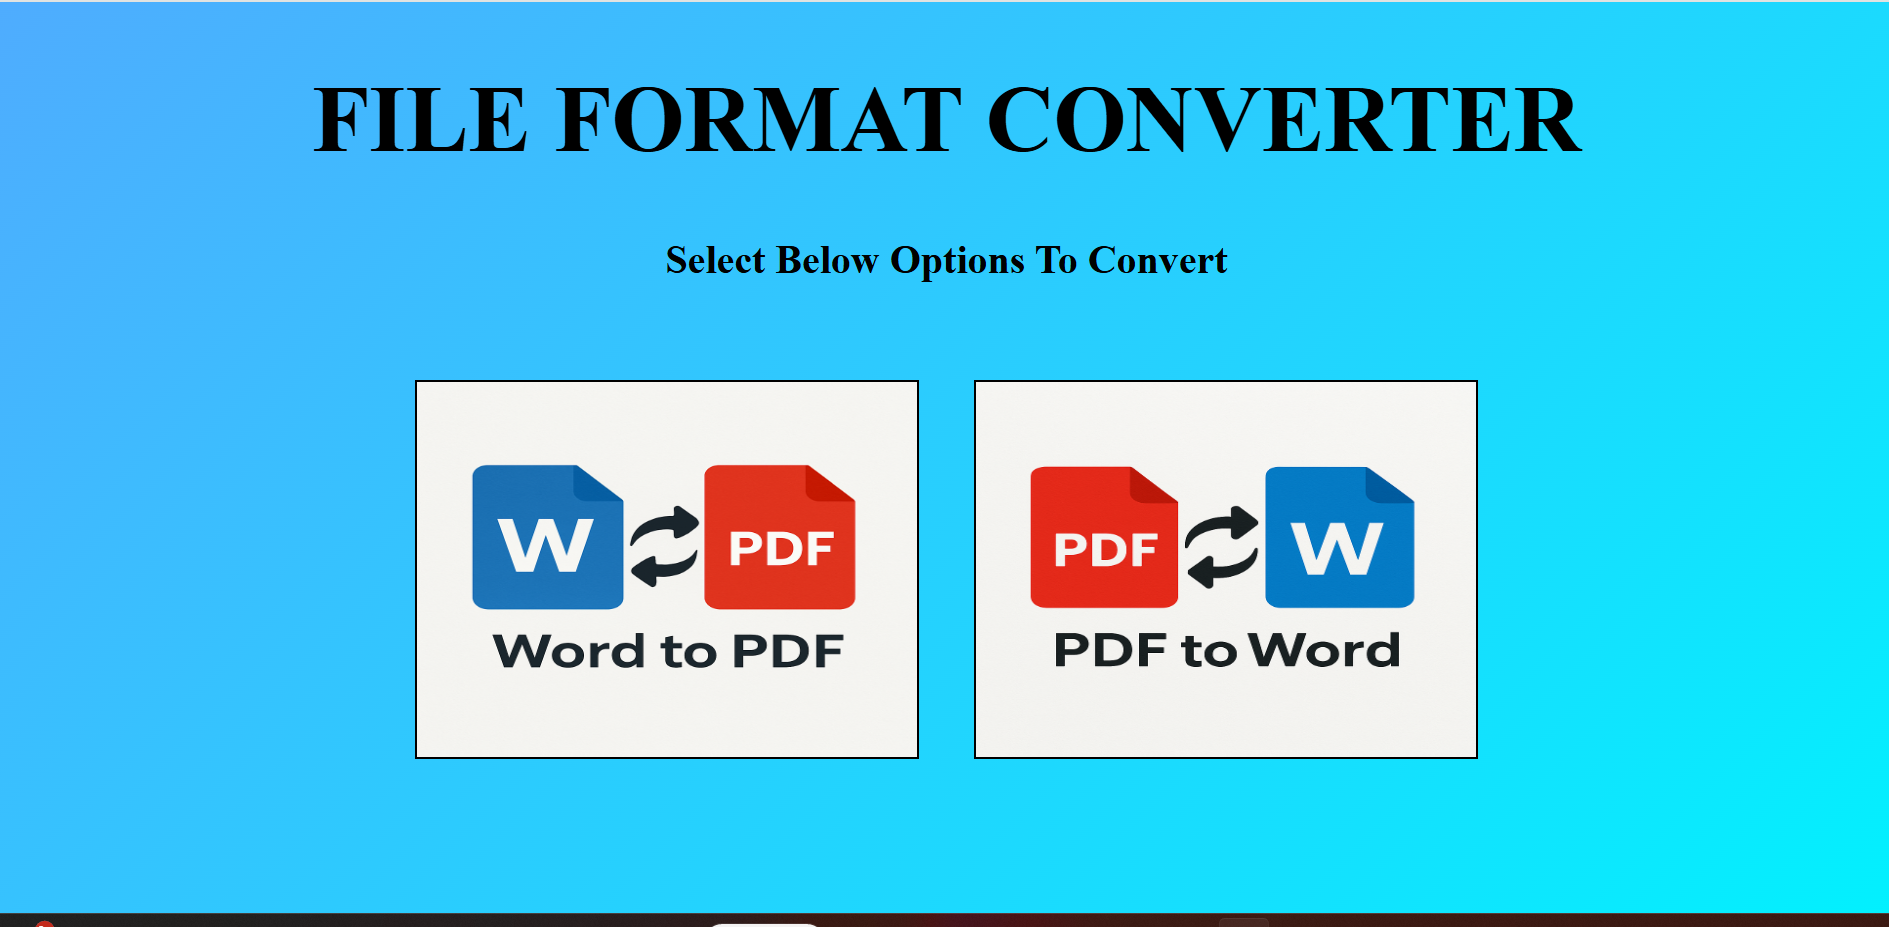 FILE FORMAT CONVERTER
Select Below Options To Convert
W PDF
Word to PDF
PDF W
PDF to Word